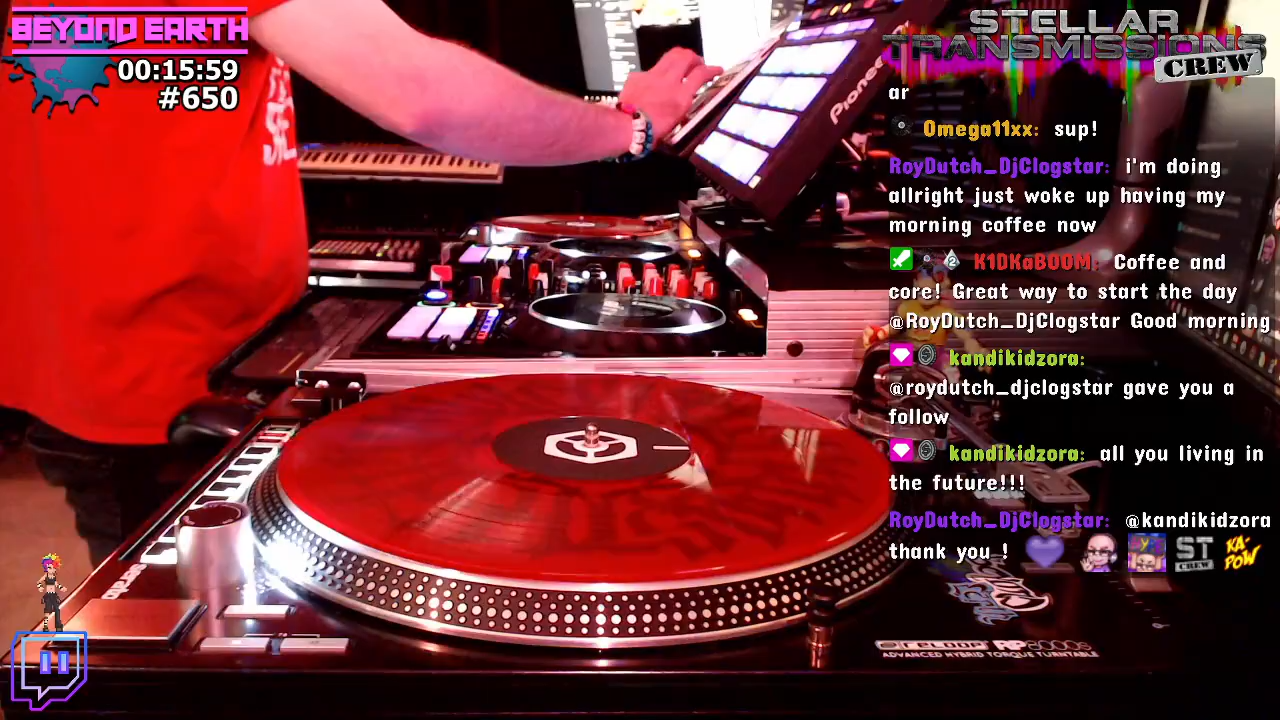 BEYOND EARTH
00:15:59
#650
STELLAR
TRANSMISSIONS
CREW
ar
Omega11xx: sup!
RoyDutch_DjClogstar: i'm doing
allright just woke up having my
morning coffee now
K1DKaBOOM: Coffee and
core! Great way to start the day
@RoyDutch_DjClogstar Good morning
kandikidzora:
@roydutch_djclogstar gave you a
follow
kandikidzora: all you living in
the future!!!
RoyDutch_DjClogstar: @kandikidzora
thank you !
ST
CREW
KA-
POW
Pioneer
serato
reloop RP8000s
ADVANCED HYBRID TORQUE TURNTABLE